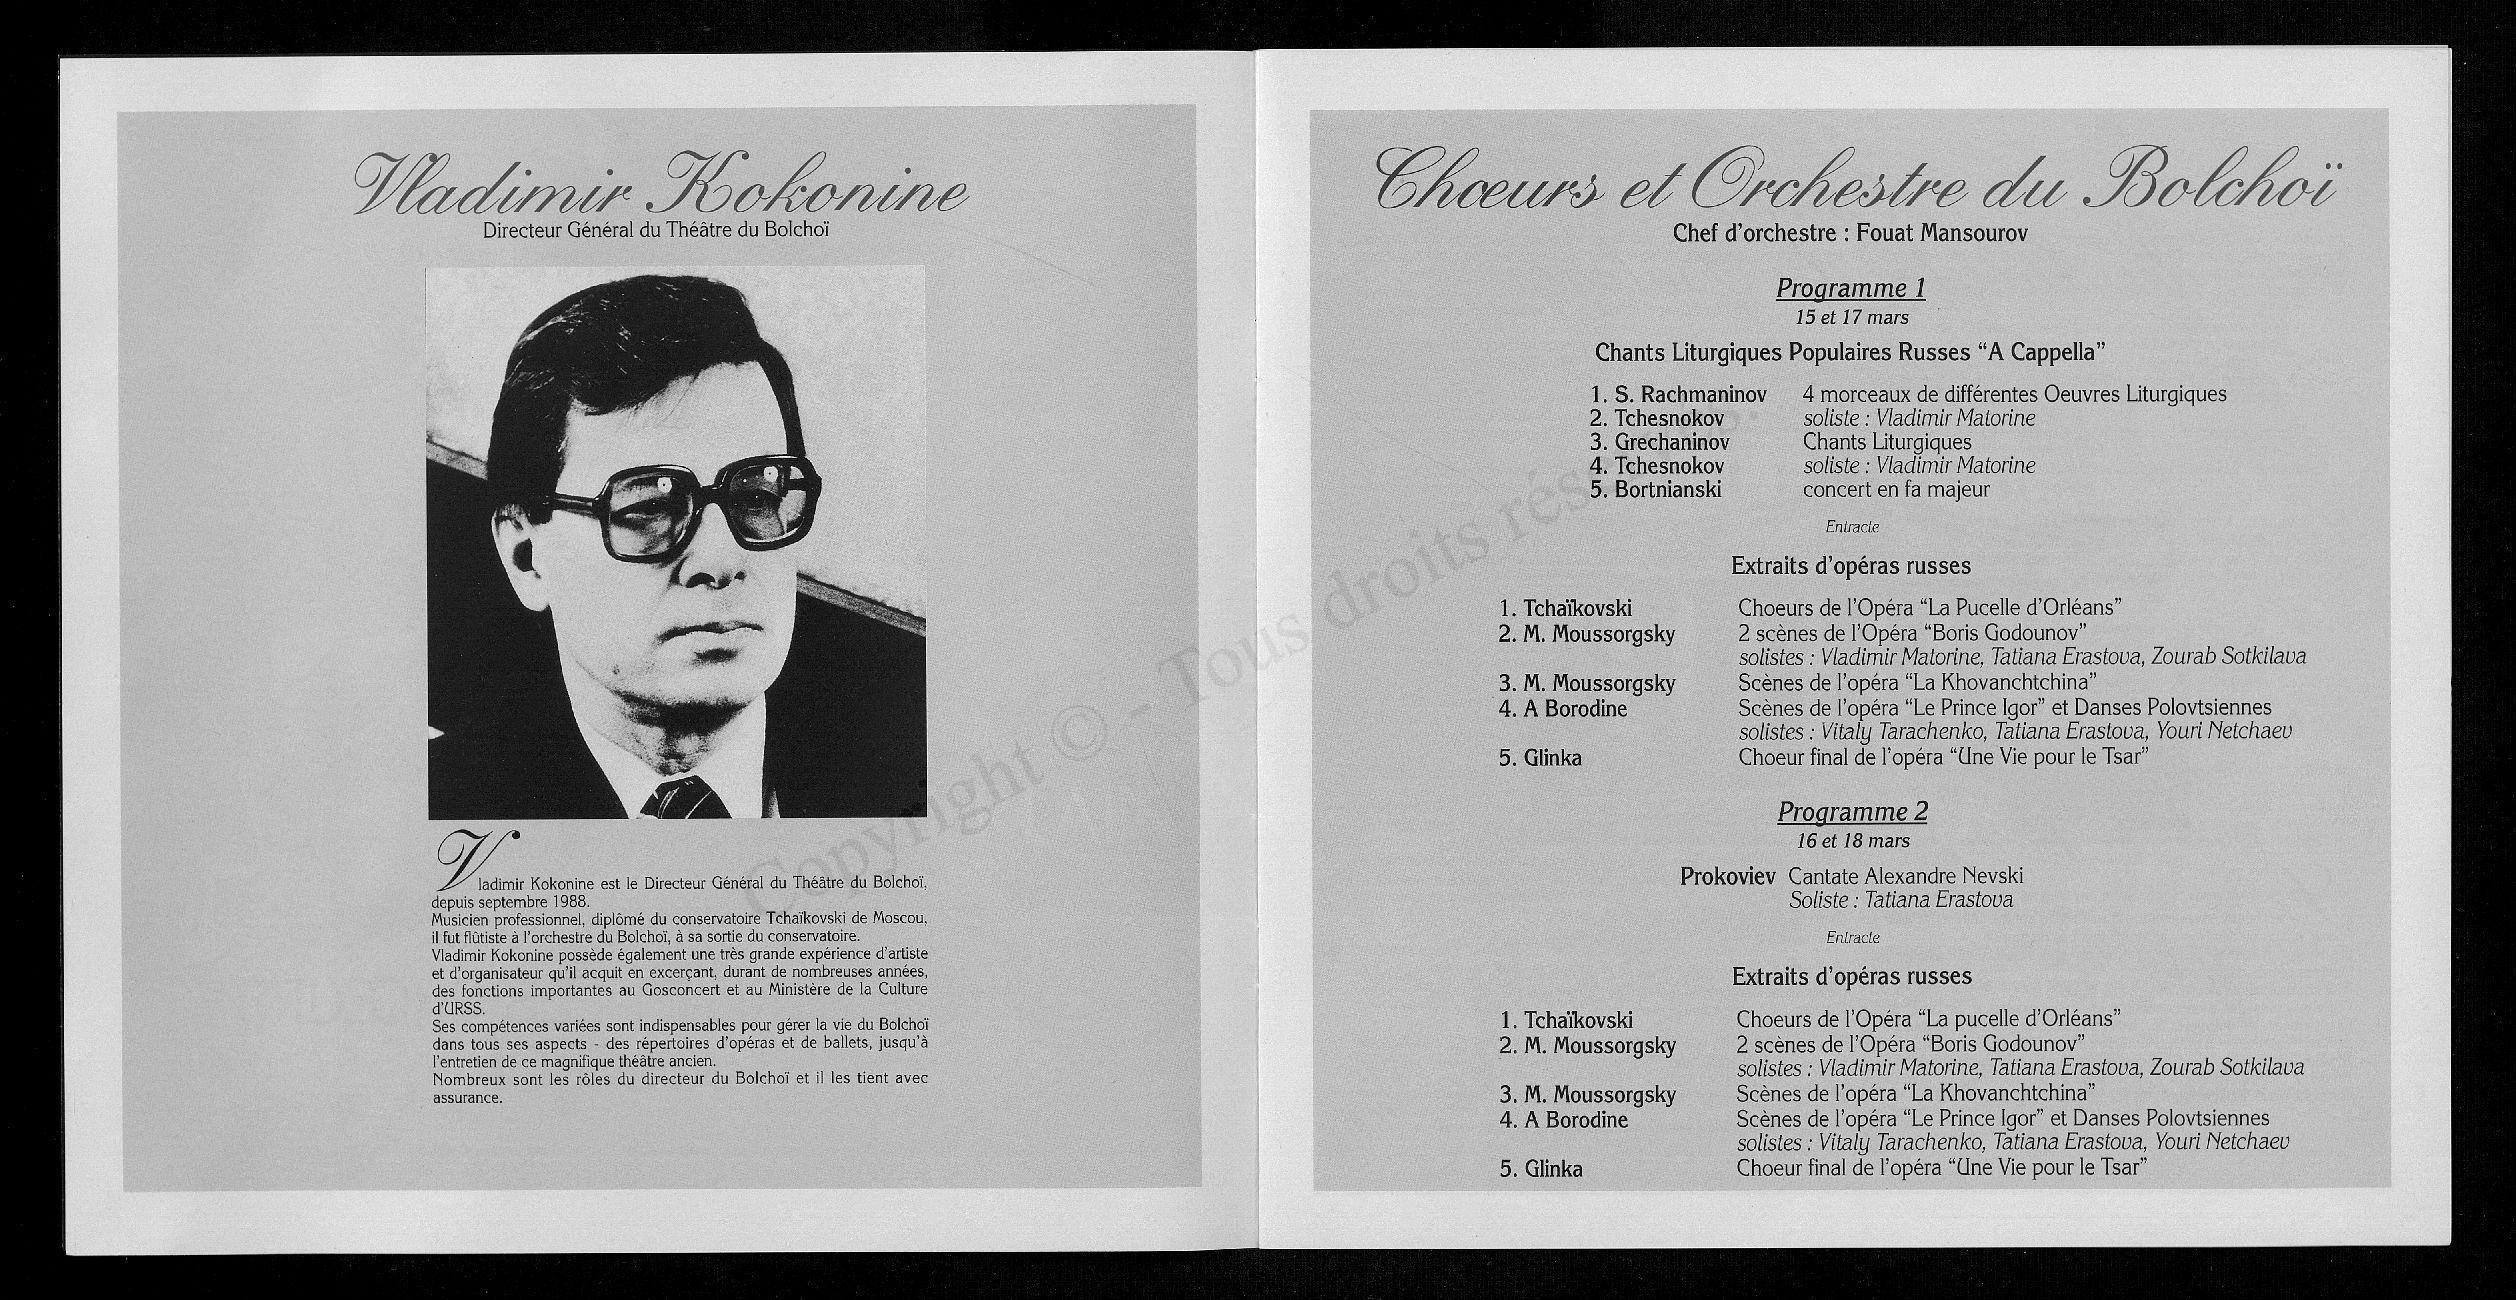 Vladimir Kokonine
Directeur Général du Théâtre du Bolchoï
Vladimir Kokonine est le Directeur Général du Théâtre du Bolchoï,
depuis septembre 1988.
Musicien professionnel, diplômé du conservatoire Tchaïkovski de Moscou,
il fut flûtiste à l'orchestre du Bolchoï, à sa sortie du conservatoire.
Vladimir Kokonine possède également une très grande expérience d'artiste
et d'organisateur qu'il acquit en excerçant, durant de nombreuses années,
des fonctions importantes au Gosconcert et au Ministère de la Culture
d'URSS.
Ses compétences variées sont indispensables pour gérer la vie du Bolchoï
dans tous ses aspects - des répertoires d'opéras et de ballets, jusqu'à
l'entretien de ce magnifique théâtre ancien.
Nombreux sont les rôles du directeur du Bolchoï et il les tient avec
assurance.
Chœurs et Orchestre du Bolchoï
Chef d'orchestre : Fouat Mansourov
Programme 1
15 et 17 mars
Chants Liturgiques Populaires Russes “A Cappella”
1. S. Rachmaninov 4 morceaux de différentes Oeuvres Liturgiques
2. Tchesnokov soliste : Vladimir Matorine
3. Grechaninov Chants Liturgiques
4. Tchesnokov soliste : Vladimir Matorine
5. Bortnianski concert en fa majeur
Entracte
Extraits d'opéras russes
1. Tchaïkovski Choeurs de l'Opéra “La Pucelle d'Orléans”
2. M. Moussorgsky 2 scènes de l'Opéra “Boris Godounov”
solistes : Vladimir Matorine, Tatiana Erastova, Zourab Sotkilava
3. M. Moussorgsky Scènes de l'opéra “La Khovanchtchina”
4. A Borodine Scènes de l'opéra “Le Prince Igor” et Danses Polovtsiennes
solistes : Vitaly Tarachenko, Tatiana Erastova, Youri Netchaev
5. Glinka Choeur final de l'opéra “Une Vie pour le Tsar”
Programme 2
16 et 18 mars
Prokoviev Cantate Alexandre Nevski
Soliste : Tatiana Erastova
Entracte
Extraits d'opéras russes
1. Tchaïkovski Choeurs de l'Opéra “La pucelle d'Orléans”
2. M. Moussorgsky 2 scènes de l'Opéra “Boris Godounov”
solistes : Vladimir Matorine, Tatiana Erastova, Zourab Sotkilava
3. M. Moussorgsky Scènes de l'opéra “La Khovanchtchina”
4. A Borodine Scènes de l'opéra “Le Prince Igor” et Danses Polovtsiennes
solistes : Vitaly Tarachenko, Tatiana Erastova, Youri Netchaev
5. Glinka Choeur final de l'opéra “Une Vie pour le Tsar”
Copyright © - Tous droits